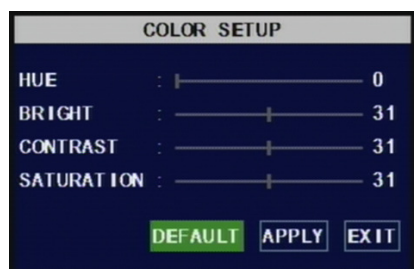 COLOR SETUP
HUE : 0
BRIGHT : 31
CONTRAST : 31
SATURATION : 31
DEFAULT APPLY EXIT